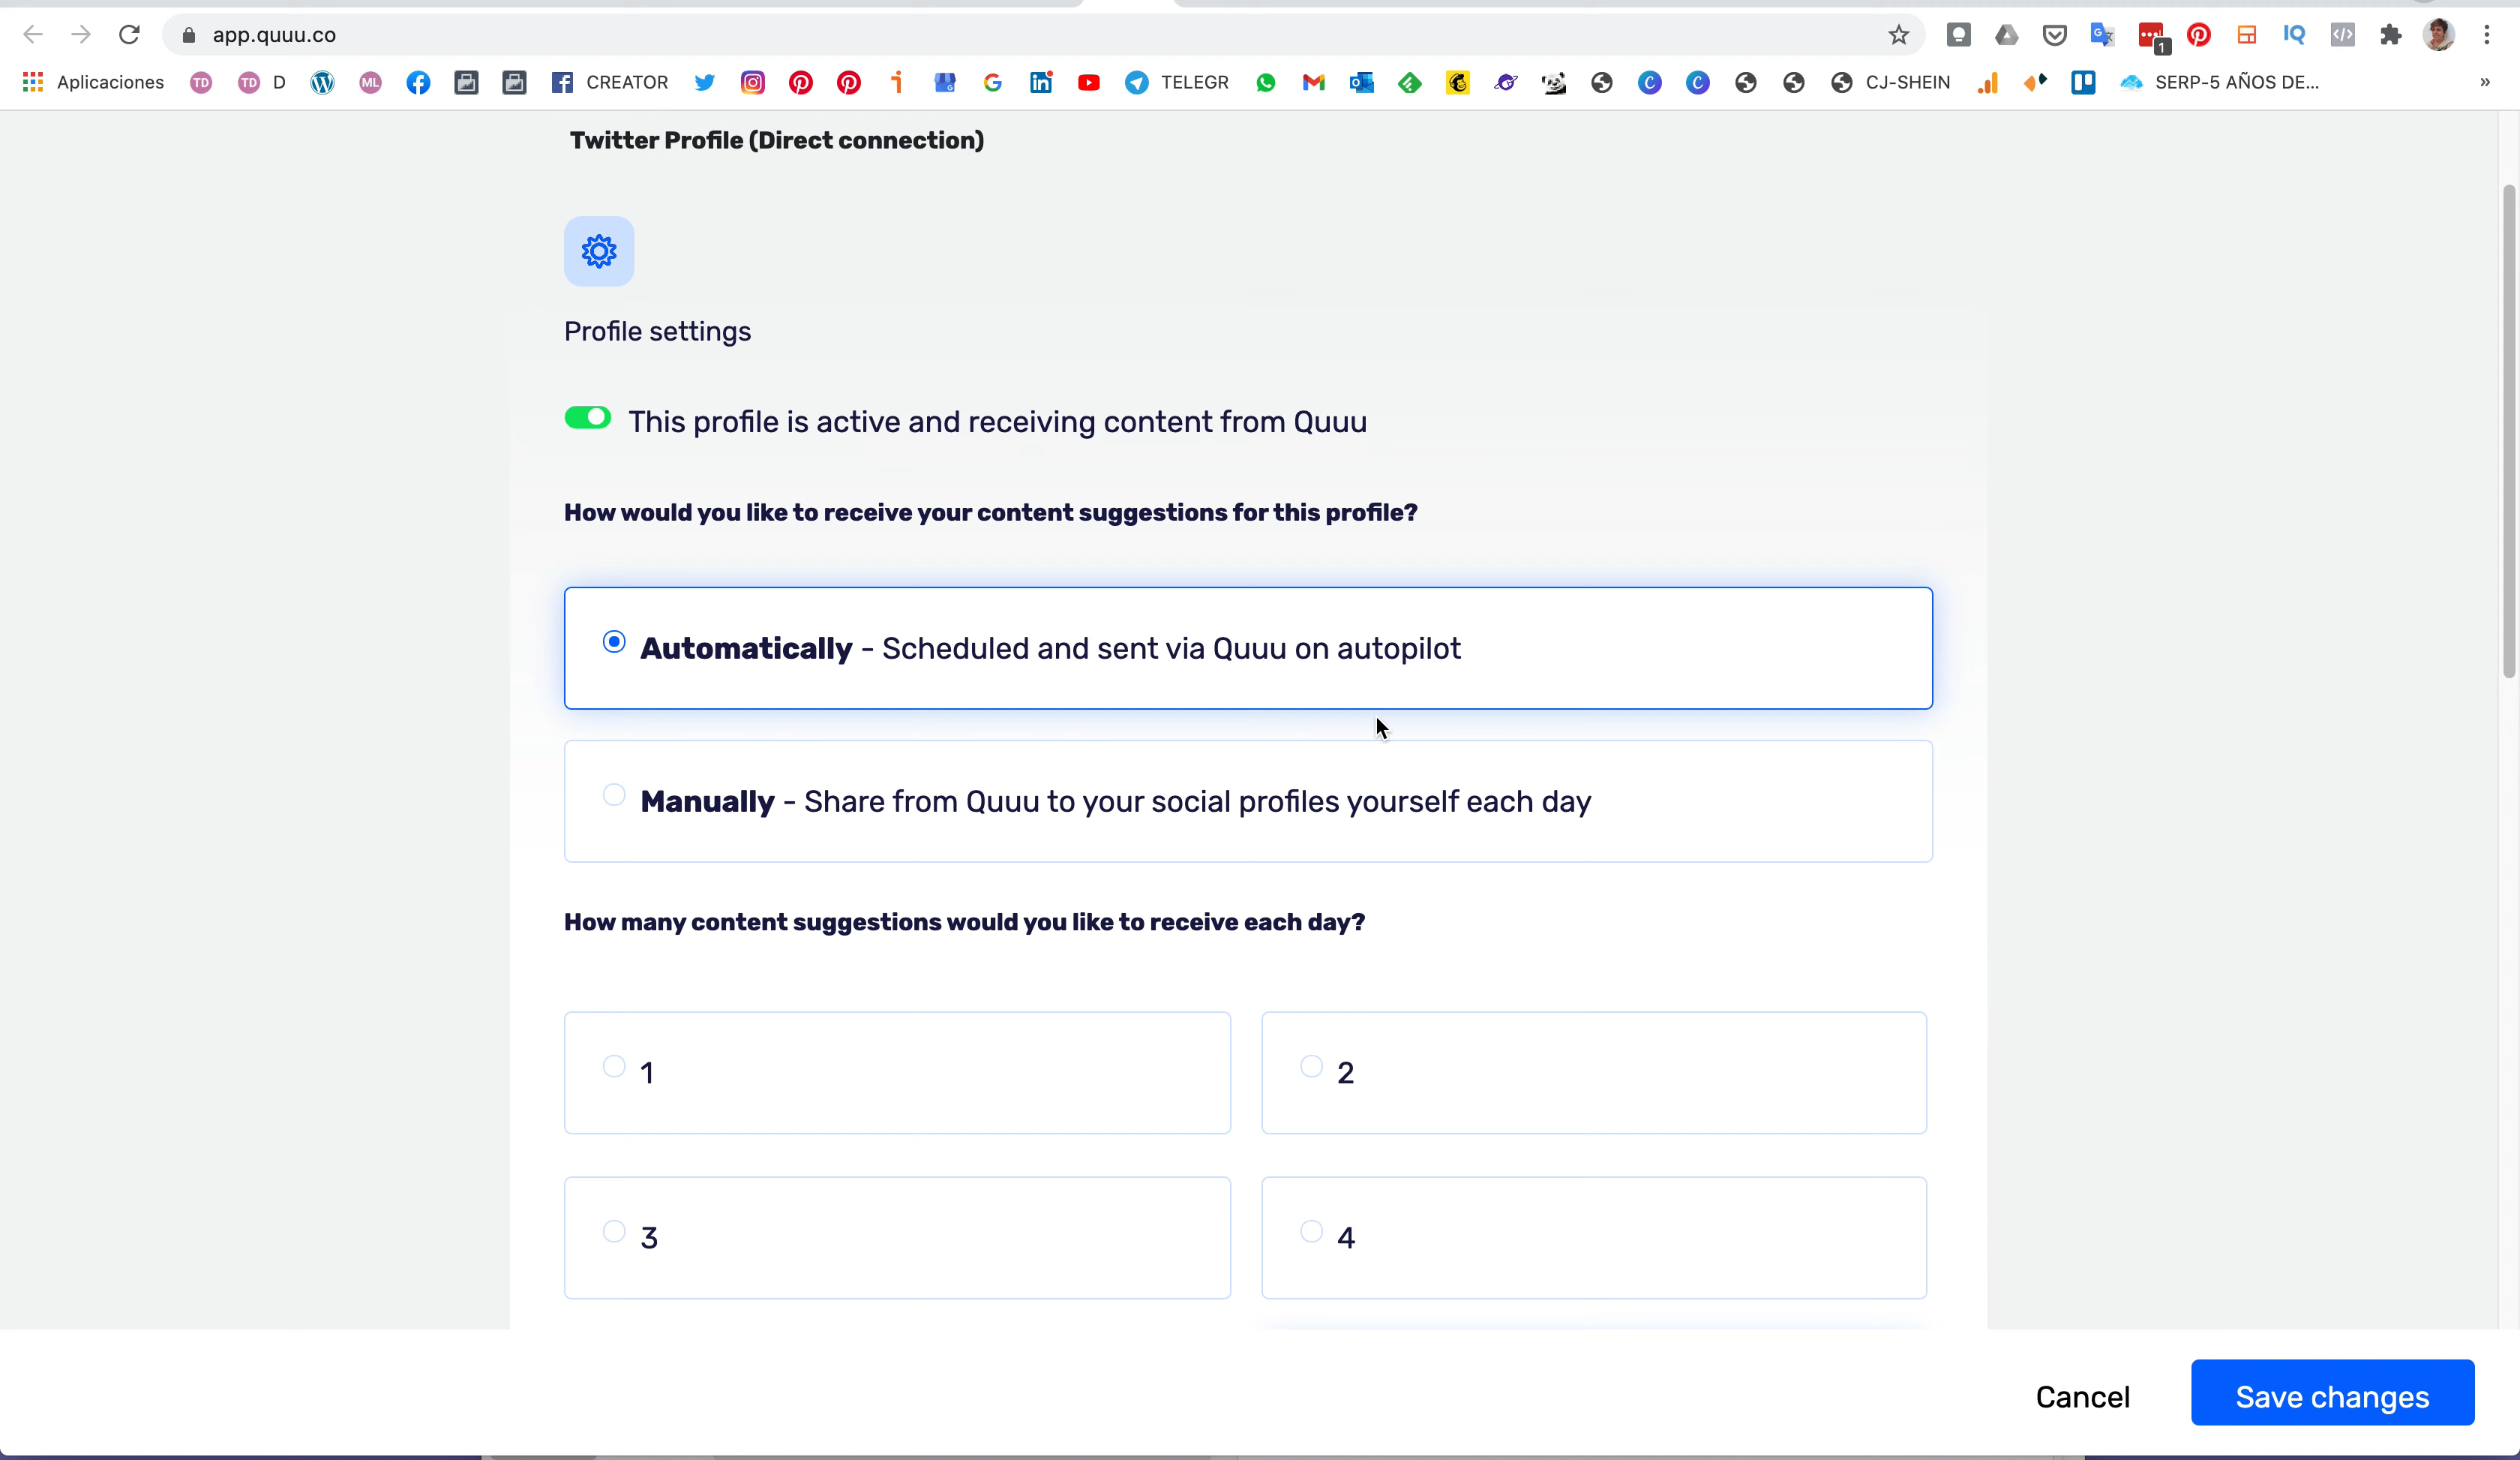 app.quuu.co
1
Aplicaciones TD TD D ML CREATOR TELEGR CJ-SHEIN SERP-5 AÑOS DE... »
Twitter Profile (Direct connection)
Profile settings
This profile is active and receiving content from Quuu
How would you like to receive your content suggestions for this profile?
Automatically - Scheduled and sent via Quuu on autopilot
Manually - Share from Quuu to your social profiles yourself each day
How many content suggestions would you like to receive each day?
1 2
3 4
Cancel Save changes